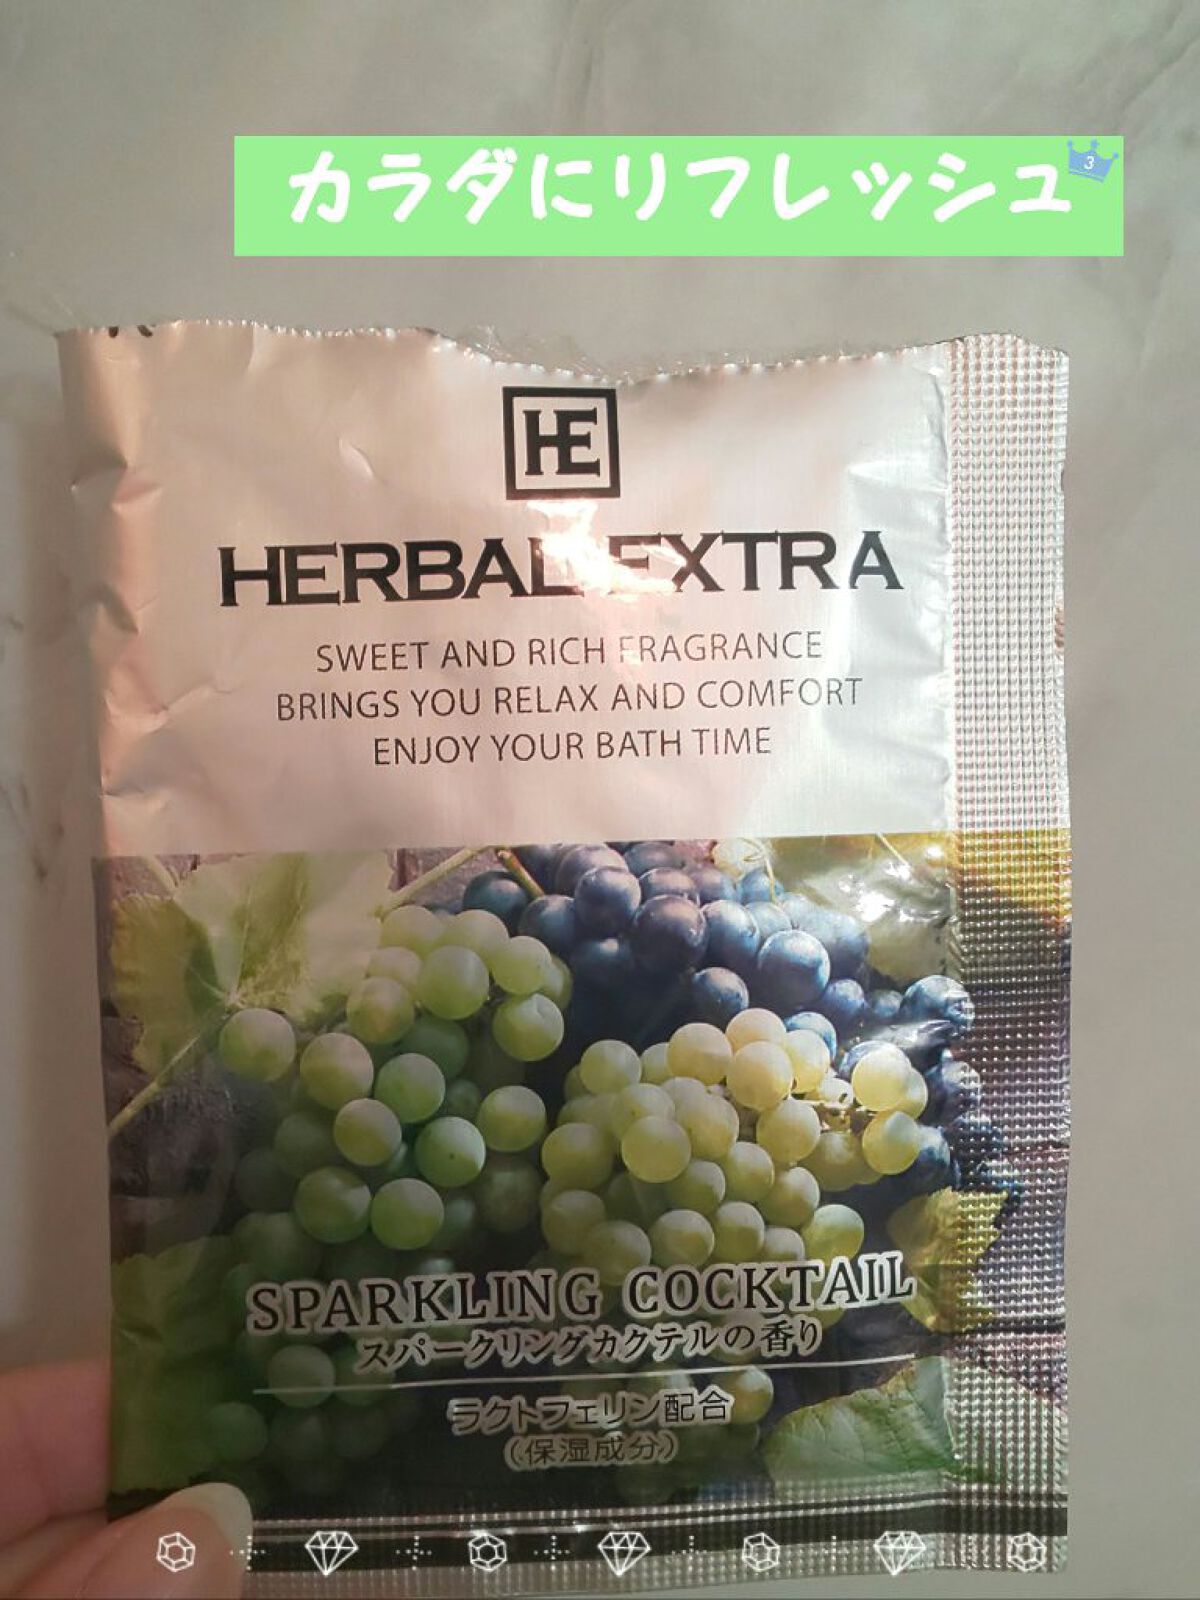 カラダにリフレッシュ
3
HE
HERBAL EXTRA
SWEET AND RICH FRAGRANCE
BRINGS YOU RELAX AND COMFORT
ENJOY YOUR BATH TIME
SPARKLING COCKTAIL
スパークリングカクテルの香り
ラクトフェリン配合
(保湿成分)